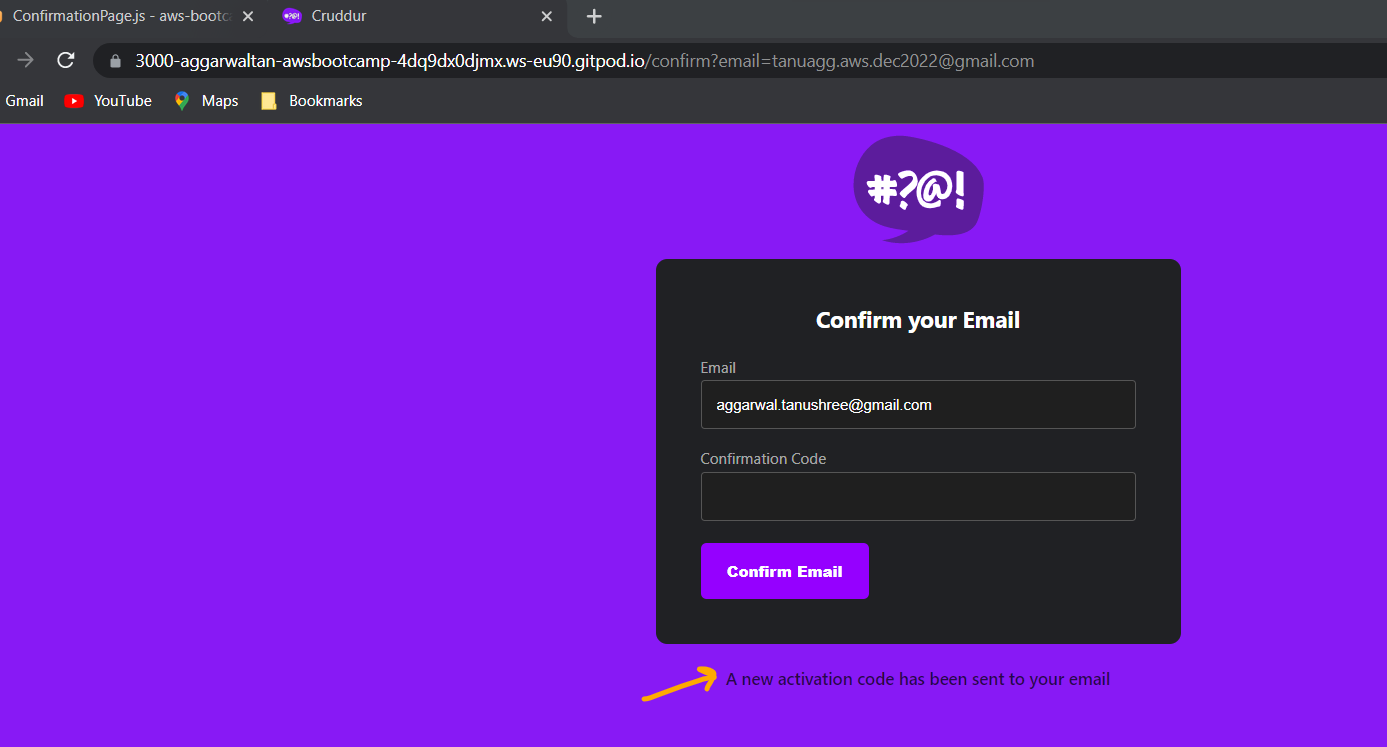 ConfirmationPage.js - aws-bootc
Cruddur
3000-aggarwaltan-awsbootcamp-4dq9dx0djmx.ws-eu90.gitpod.io/confirm?email=tanuagg.aws.dec2022@gmail.com
Gmail YouTube Maps Bookmarks
#?@!
Confirm your Email
Email
aggarwal.tanushree@gmail.com
Confirmation Code
Confirm Email
A new activation code has been sent to your email